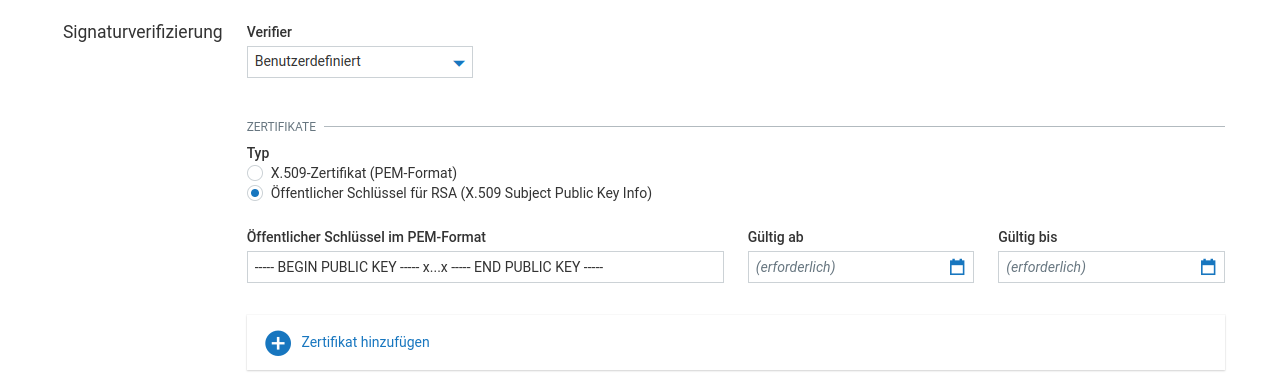 Signaturverifizierung
Verifier
Benutzerdefiniert
ZERTIFIKATE
Typ
X.509-Zertifikat (PEM-Format)
Öffentlicher Schlüssel für RSA (X.509 Subject Public Key Info)
Öffentlicher Schlüssel im PEM-Format
Gültig ab
Gültig bis
----- BEGIN PUBLIC KEY ----- x...x ----- END PUBLIC KEY -----
(erforderlich)
(erforderlich)
Zertifikat hinzufügen